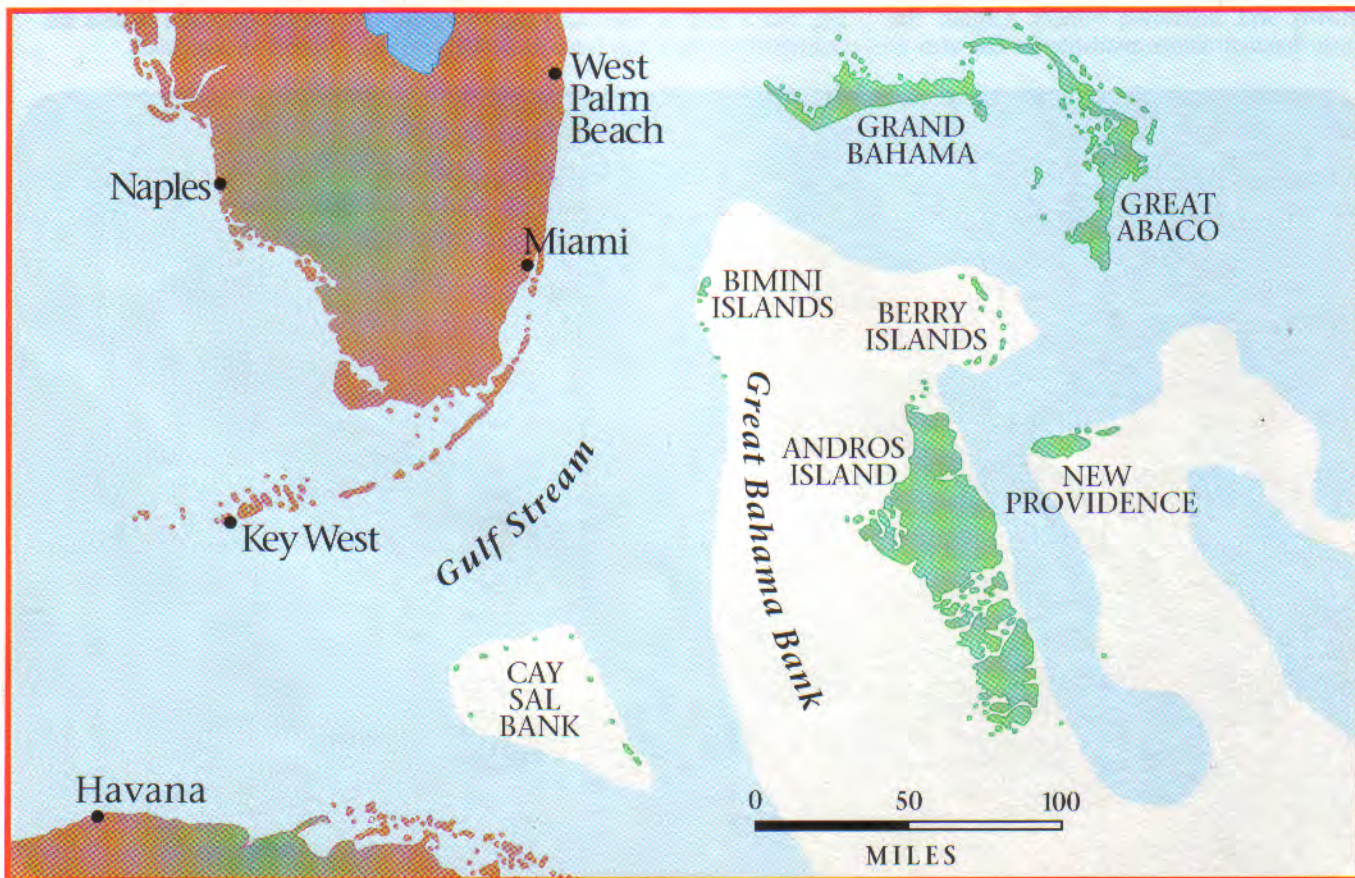 West
Palm
Beach
GRAND
BAHAMA
Naples
GREAT
ABACO
Miami
BIMINI
ISLANDS
BERRY
ISLANDS
Great Bahama Bank
ANDROS
ISLAND
NEW
PROVIDENCE
Gulf Stream
Key West
CAY
SAL
BANK
Havana
0 50 100
MILES